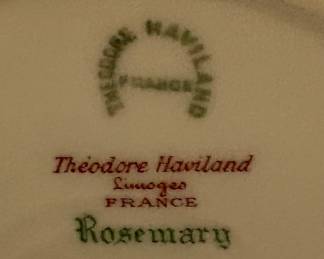 THEODORE HAVILAND
FRANCE
Théodore Haviland
Limoges
FRANCE
Rosemary